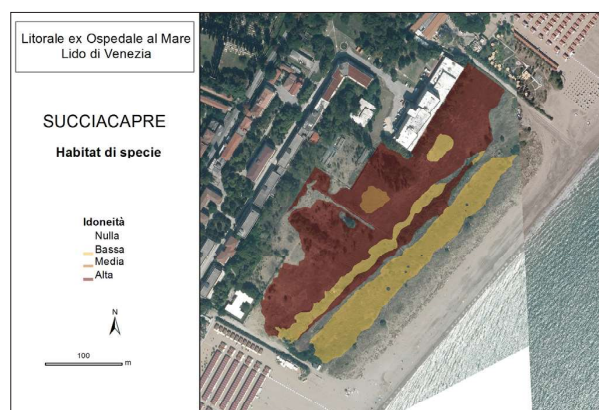 Litorale ex Ospedale al Mare
Lido di Venezia
SUCCIACAPRE
Habitat di specie
Idoneità
Nulla
Bassa
Media
Alta
N
100
m